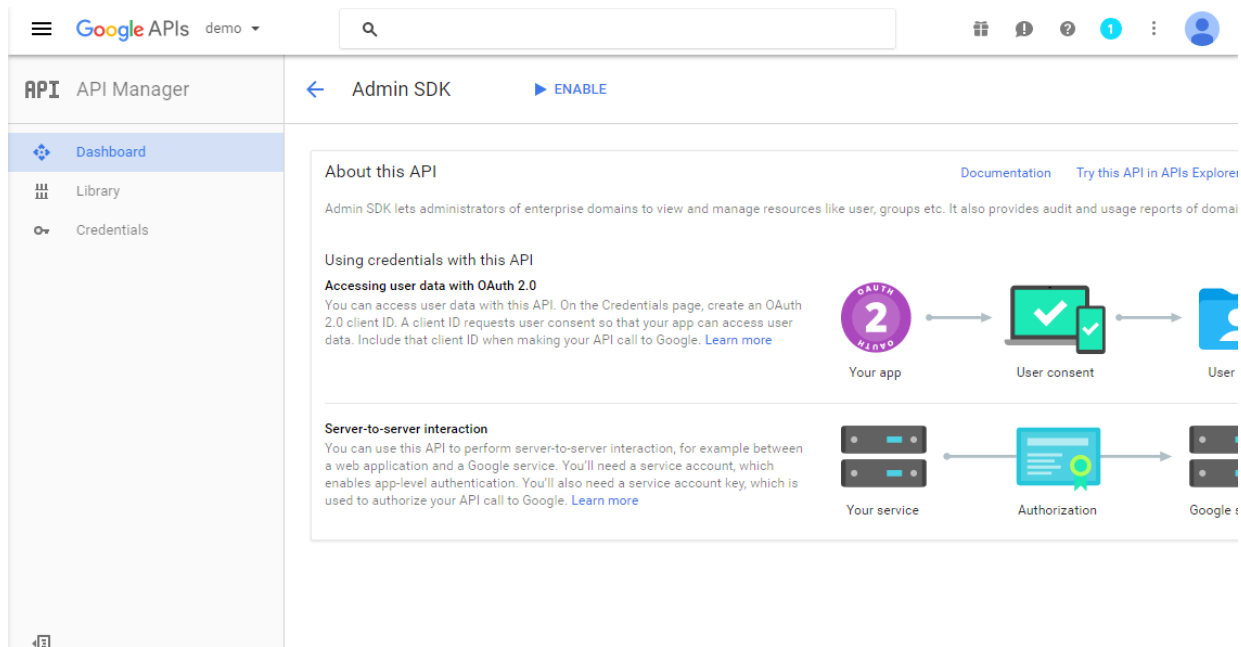 Google APIs demo
1
API API Manager
Admin SDK
ENABLE
Dashboard
Library
Credentials
About this API
Documentation
Try this API in APIs Explorer
Admin SDK lets administrators of enterprise domains to view and manage resources like user, groups etc. It also provides audit and usage reports of domai
Using credentials with this API
Accessing user data with OAuth 2.0
You can access user data with this API. On the Credentials page, create an OAuth
2.0 client ID. A client ID requests user consent so that your app can access user
data. Include that client ID when making your API call to Google. Learn more
OAUTH
2
OAUTH
Your app
User consent
User
Server-to-server interaction
You can use this API to perform server-to-server interaction, for example between
a web application and a Google service. You'll need a service account, which
enables app-level authentication. You'll also need a service account key, which is
used to authorize your API call to Google. Learn more
Your service
Authorization
Google s